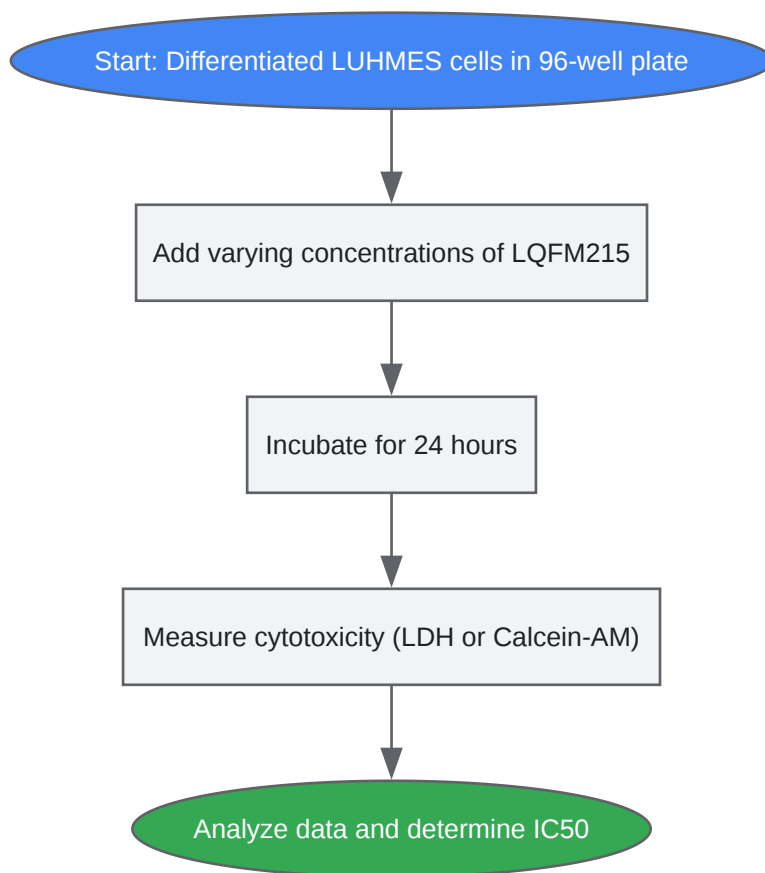 Start: Differentiated LUHMES cells in 96-well plate
Add varying concentrations of LQFM215
Incubate for 24 hours
Measure cytotoxicity (LDH or Calcein-AM)
Analyze data and determine IC50